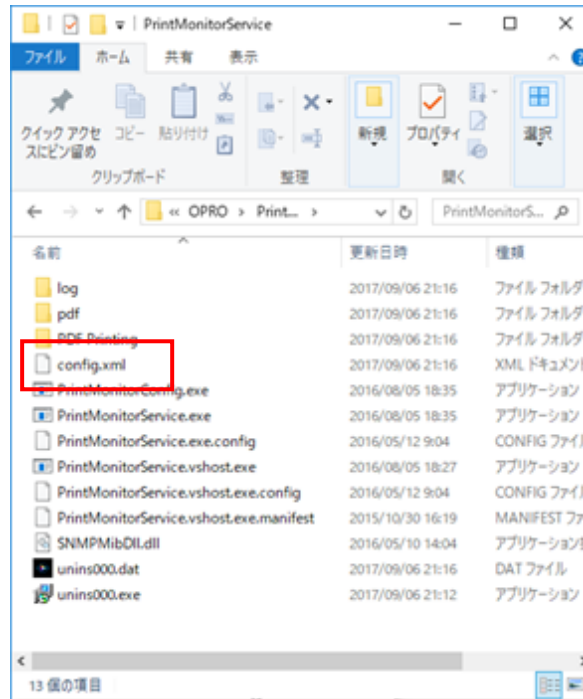 PrintMonitorService
ファイル ホーム 共有 表示
クイック アクセスにピン留め コピー 貼り付け 新規 プロパティ 選択
クリップボード 整理 開く
« OPRO > Print... > PrintMonitorS...
名前 更新日時 種類
log 2017/09/06 21:16 ファイル フォルダ
pdf 2017/09/06 21:16 ファイル フォルダ
PDF Printing 2017/09/06 21:16 ファイル フォルダ
config.xml 2017/09/06 21:16 XML ドキュメント
PrintMonitorConfig.exe 2016/08/05 18:35 アプリケーション
PrintMonitorService.exe 2016/08/05 18:35 アプリケーション
PrintMonitorService.exe.config 2016/05/12 9:04 CONFIG ファイル
PrintMonitorService.vshost.exe 2016/08/05 18:27 アプリケーション
PrintMonitorService.vshost.exe.config 2016/05/12 9:04 CONFIG ファイル
PrintMonitorService.vshost.exe.manifest 2015/10/30 16:19 MANIFEST ファ
SNMPMibDll.dll 2016/05/10 14:04 アプリケーション拡
unins000.dat 2017/09/06 21:16 DAT ファイル
unins000.exe 2017/09/06 21:12 アプリケーション
13 個の項目